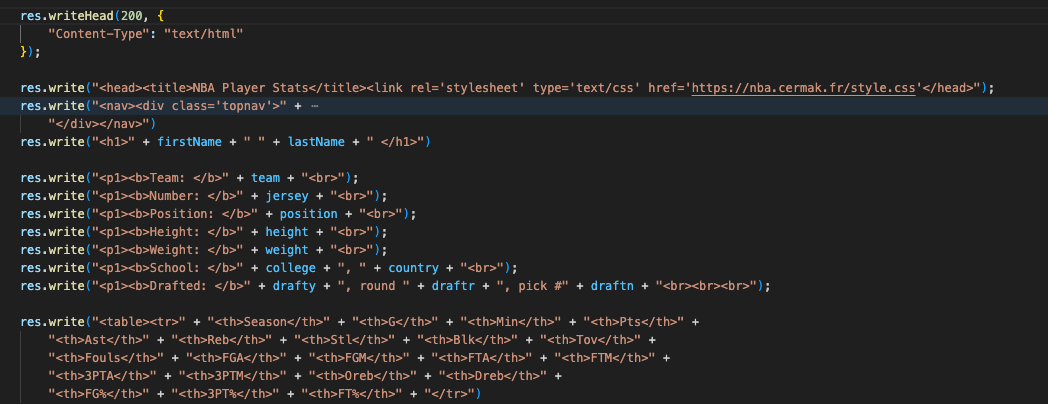 res.writeHead(200, {
"Content-Type": "text/html"
});
res.write("<head><title>NBA Player Stats</title><link rel='stylesheet' type='text/css' href='https://nba.cermak.fr/style.css'</head>");
res.write("<nav><div class='topnav'>" + ⋯
"</div></nav>")
res.write("<h1>" + firstName + " " + lastName + " </h1>")
res.write("<p1><b>Team: </b>" + team + "<br>");
res.write("<p1><b>Number: </b>" + jersey + "<br>");
res.write("<p1><b>Position: </b>" + position + "<br>");
res.write("<p1><b>Height: </b>" + height + "<br>");
res.write("<p1><b>Weight: </b>" + weight + "<br>");
res.write("<p1><b>School: </b>" + college + ", " + country + "<br>");
res.write("<p1><b>Drafted: </b>" + drafty + ", round " + draftr + ", pick #" + draftn + "<br><br><br>");
res.write("<table><tr>" + "<th>Season</th>" + "<th>G</th>" + "<th>Min</th>" + "<th>Pts</th>" +
"<th>Ast</th>" + "<th>Reb</th>" + "<th>Stl</th>" + "<th>Blk</th>" + "<th>Tov</th>" +
"<th>Fouls</th>" + "<th>FGA</th>" + "<th>FGM</th>" + "<th>FTA</th>" + "<th>FTM</th>" +
"<th>3PTA</th>" + "<th>3PTM</th>" + "<th>Oreb</th>" + "<th>Dreb</th>" +
"<th>FG%</th>" + "<th>3PT%</th>" + "<th>FT%</th>" + "</tr>")